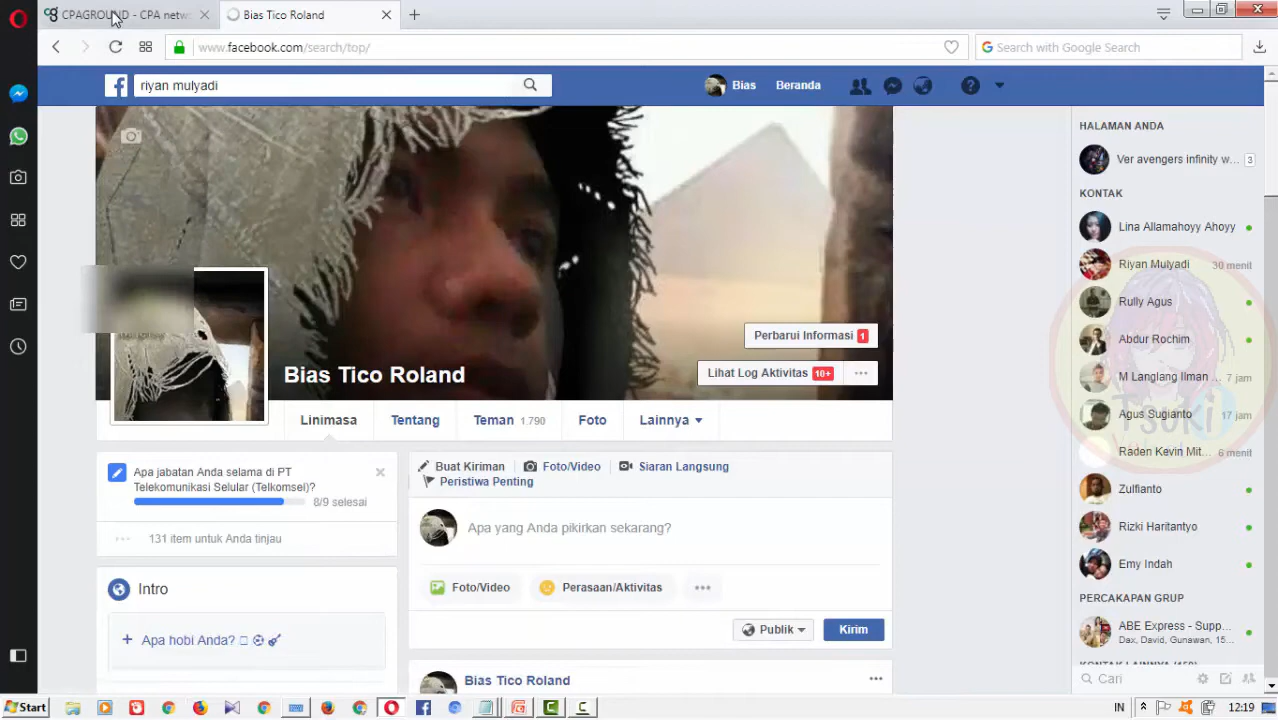 CPAGROUND - CPA netwo
Bias Tico Roland
www.facebook.com/search/top/
Search with Google Search
riyan mulyadi
Bias
Beranda
HALAMAN ANDA
Ver avengers infinity w...
3
KONTAK
Lina Allamahoyy Ahoyy
Riyan Mulyadi
30 menit
Rully Agus
Abdur Rochim
M Langlang Ilman ...
7 jam
Agus Sugianto
17 jam
Raden Kevin Mit...
6 menit
Zulfianto
Rizki Haritantyo
Emy Indah
PERCAKAPAN GRUP
ABE Express - Supp...
Dax, David, Gunawan, 15...
Cari
TSUKI
Perbarui Informasi 1
Lihat Log Aktivitas 10+
Bias Tico Roland
Linimasa
Tentang
Teman 1.790
Foto
Lainnya
Apa jabatan Anda selama di PT
Telekomunikasi Selular (Telkomsel)?
8/9 selesai
131 item untuk Anda tinjau
Intro
Apa hobi Anda?
Buat Kiriman
Foto/Video
Siaran Langsung
Peristiwa Penting
Apa yang Anda pikirkan sekarang?
Foto/Video
Perasaan/Aktivitas
Publik
Kirim
Bias Tico Roland
Start
IN
12:19